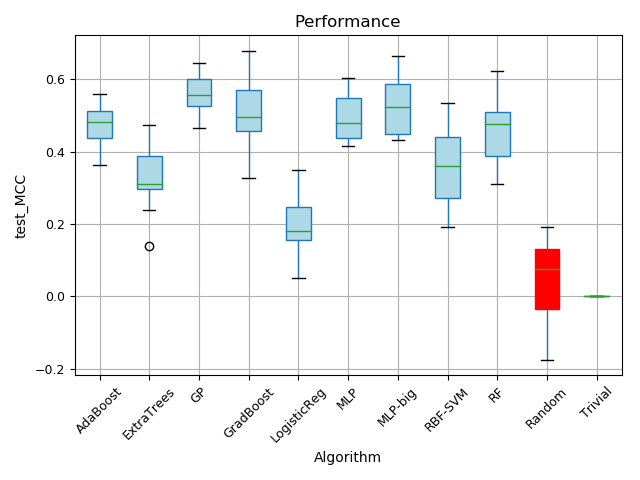 Performance
test_MCC
0.6
0.4
0.2
0.0
−0.2
AdaBoost
ExtraTrees
GP
GradBoost
LogisticReg
MLP
MLP-big
RBF-SVM
RF
Random
Trivial
Algorithm